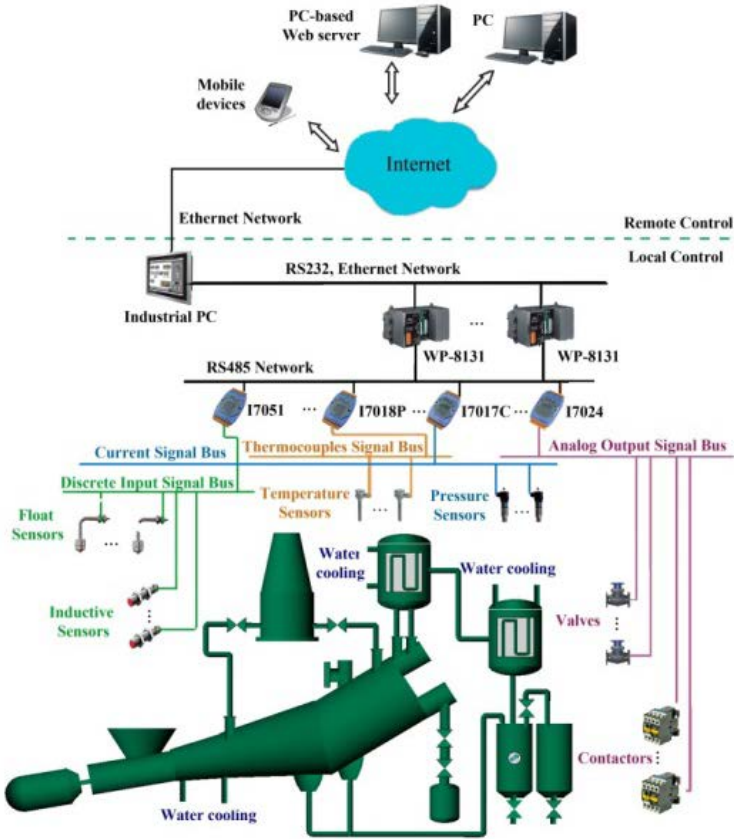 PC-based
Web server
PC
Mobile
devices
Internet
Ethernet Network
Remote Control
Local Control
RS232, Ethernet Network
Industrial PC
...
WP-8131
WP-8131
RS485 Network
I7051
...
I7018P
...
I7017C
...
I7024
Current Signal Bus
Thermocouples Signal Bus
Analog Output Signal Bus
Discrete Input Signal Bus
Float
Sensors
...
Temperature
Sensors
...
Pressure
Sensors
...
Inductive
Sensors
...
Water
cooling
Water cooling
Valves
...
Contactors
...
Water cooling